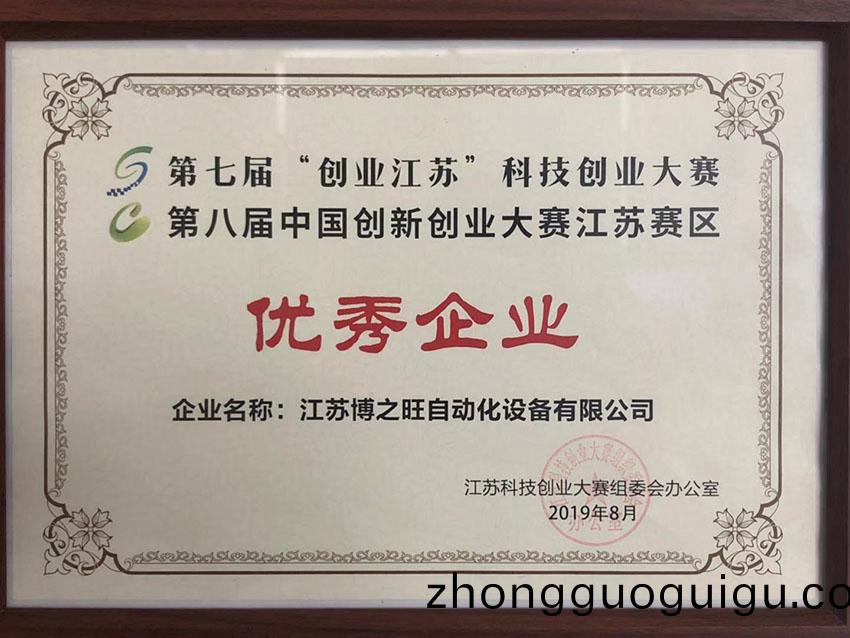 第七届“创业江苏”科技创业大赛
第八届中国创新创业大赛江苏赛区
优秀企业
企业名称：江苏博之旺自动化设备有限公司
江苏科技创业大赛组委会办公室
2019年8月
办公室
zhongguoguigu.co